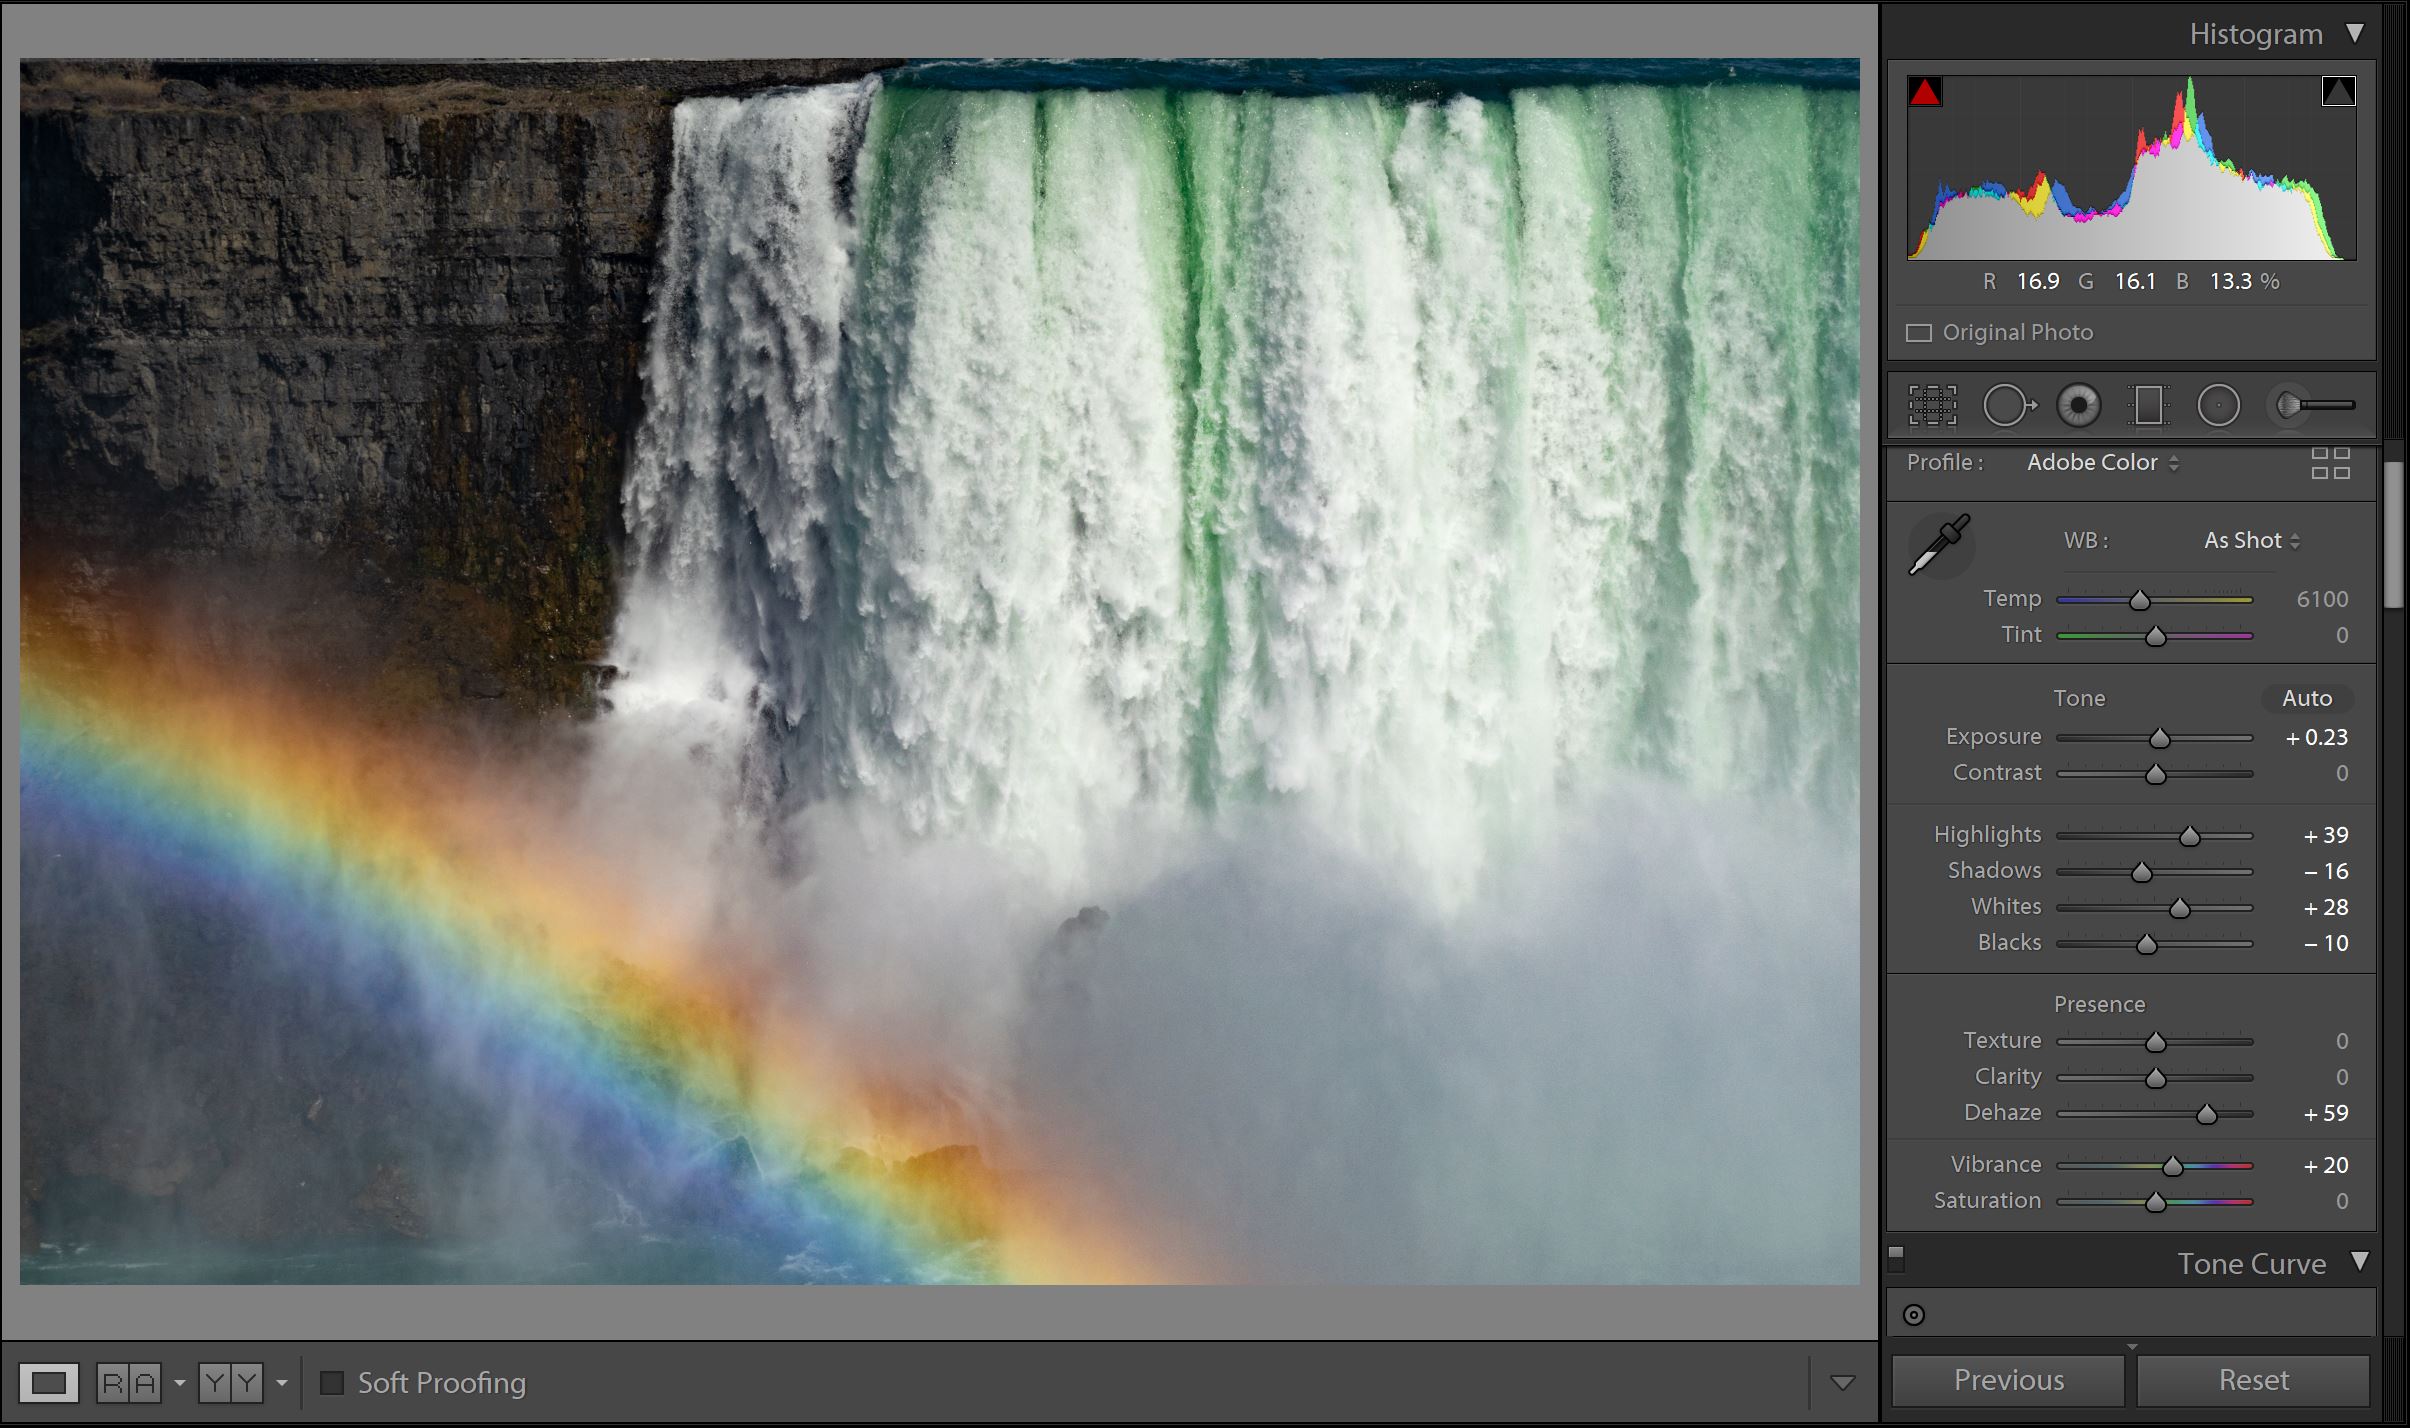 Histogram
R 16.9 G 16.1 B 13.3 %
Original Photo
Profile : Adobe Color
WB : As Shot
Temp 6100
Tint 0
Tone Auto
Exposure + 0.23
Contrast 0
Highlights + 39
Shadows – 16
Whites + 28
Blacks – 10
Presence
Texture 0
Clarity 0
Dehaze + 59
Vibrance + 20
Saturation 0
Tone Curve
R A Y Y Soft Proofing
Previous Reset